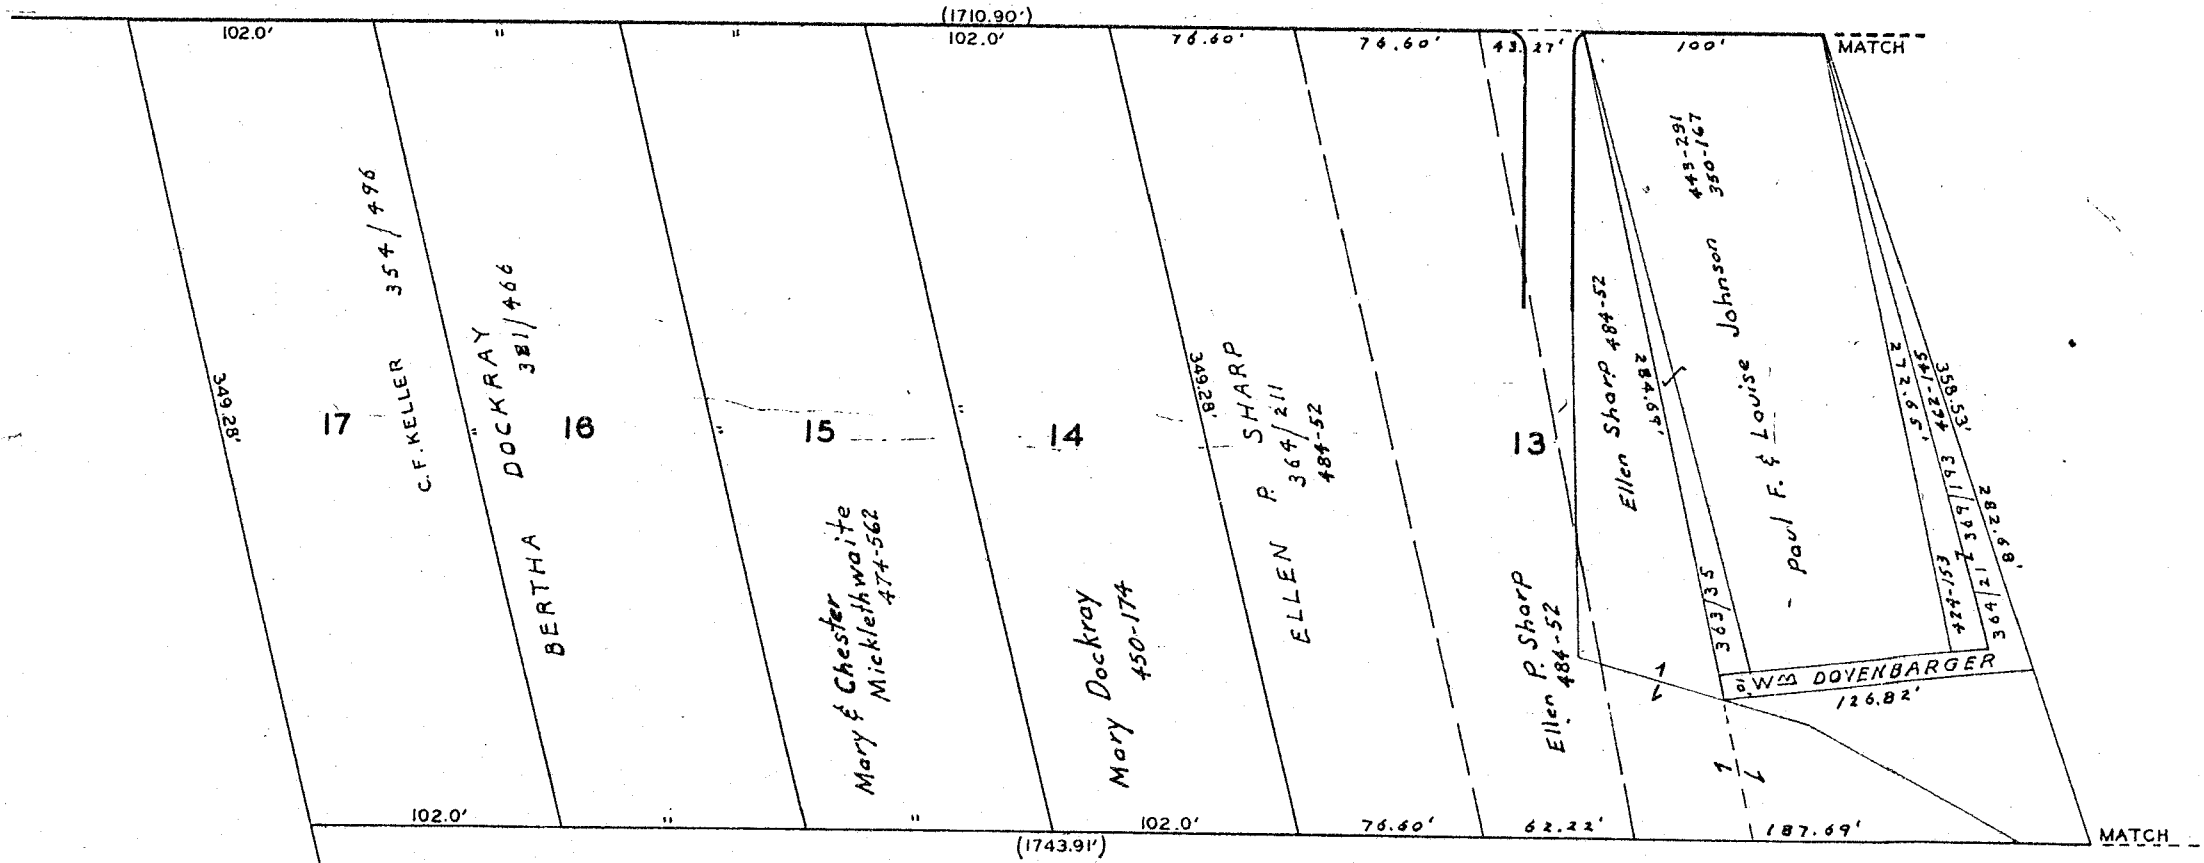 (1710.90')
102.0' " " 102.0' 76.60' 76.60' 43.27' 100' MATCH
349.28'
17
C.F. KELLER 354/496
"
BERTHA DOCKRAY
381/466
16
"
15
Mary & Chester
Micklethwaite
474-562
"
14
Mary Dockray
450-174
349.28'
ELLEN P. SHARP
364/211
484-52
13
Ellen P. Sharp
484-52
Ellen Sharp 484-52
284.69'
363/35
443-291
350-167
Paul F. & Louise Johnson
272.65'
424-153
541-244
369/193
364/217
358.53'
282.68'
Wm DOVENBARGER
126.82'
102.0' " " 102.0' 76.60' 62.22' 187.69' MATCH
(1743.91')